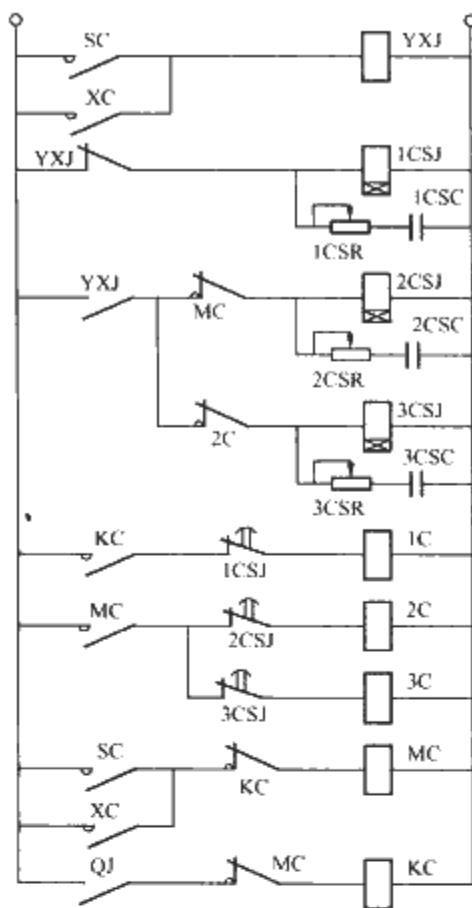 SC
YXJ
XC
YXJ
1CSJ
1CSC
1CSR
YXJ
MC
2CSJ
2CSC
2CSR
2C
3CSJ
3CSC
3CSR
KC
1CSJ
1C
MC
2CSJ
2C
3CSJ
3C
SC
KC
MC
XC
QJ
MC
KC